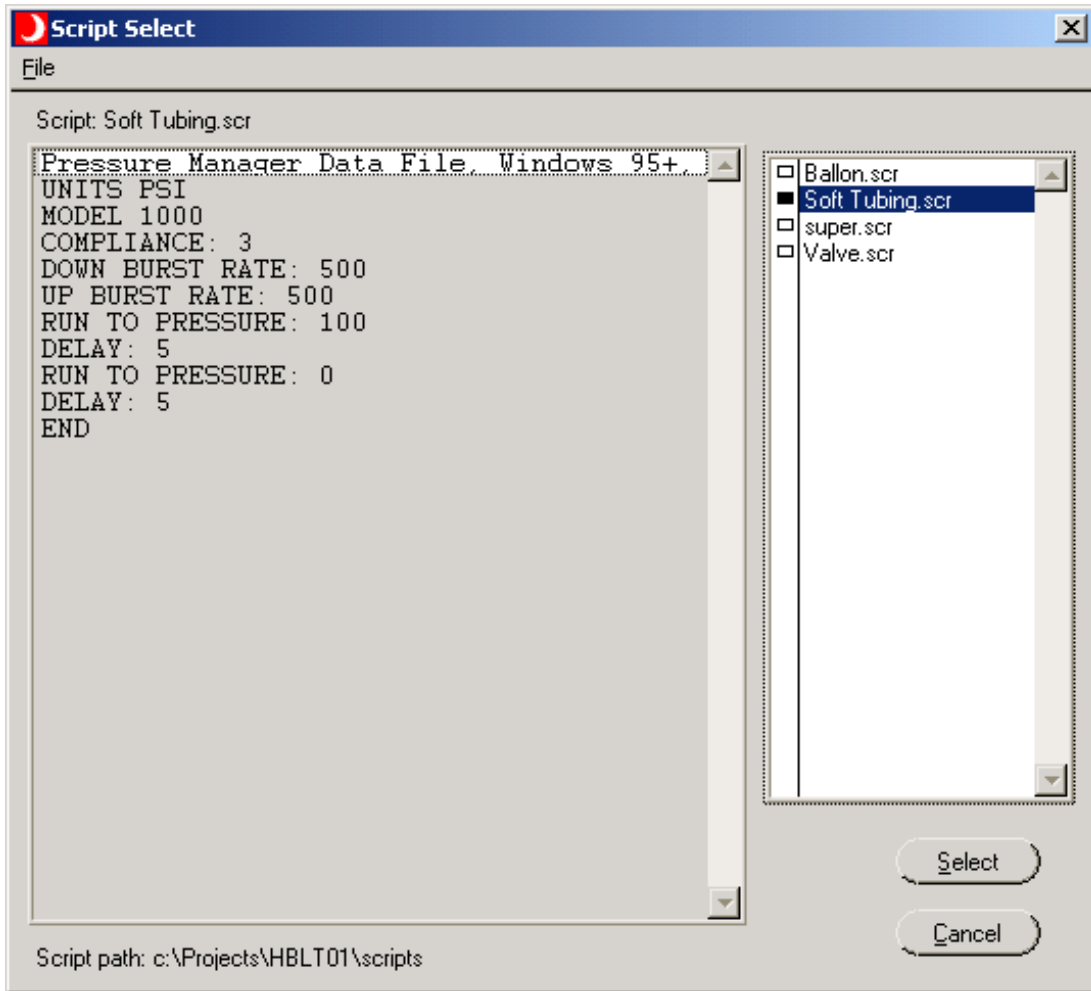 Script Select
File
Script: Soft Tubing.scr
Pressure Manager Data File, Windows 95+,
UNITS PSI
MODEL 1000
COMPLIANCE: 3
DOWN BURST RATE: 500
UP BURST RATE: 500
RUN TO PRESSURE: 100
DELAY: 5
RUN TO PRESSURE: 0
DELAY: 5
END
Ballon.scr
Soft Tubing.scr
super.scr
Valve.scr
Select
Cancel
Script path: c:\Projects\HBLT01\scripts